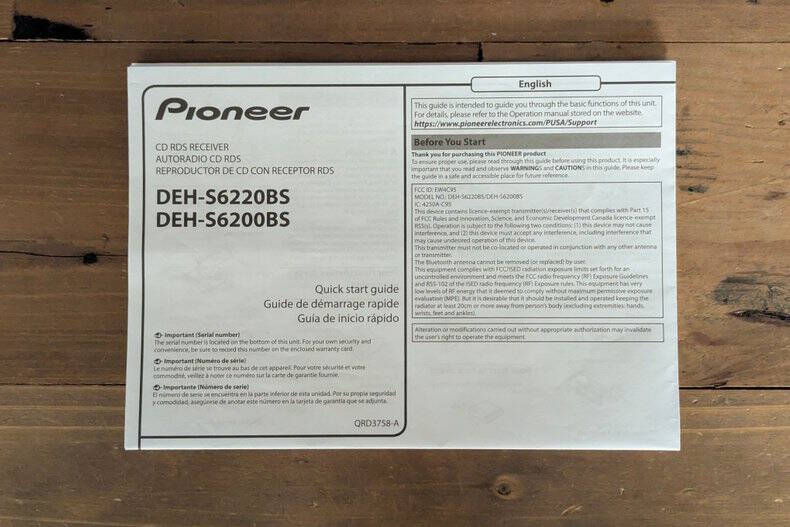 Pioneer
CD RDS RECEIVER
AUTORADIO CD RDS
REPRODUCTOR DE CD CON RECEPTOR RDS
DEH-S6220BS
DEH-S6200BS
Quick start guide
Guide de démarrage rapide
Guía de inicio rápido
Important (Serial number)
The serial number is located on the bottom of this unit. For your own security and
convenience, be sure to record this number on the enclosed warranty card.
Important (Numéro de série)
Le numéro de série se trouve au bas de cet appareil. Pour votre sécurité et votre
commodité, veillez à noter ce numéro sur la carte de garantie fournie.
Importante (Número de serie)
El número de serie se encuentra en la parte inferior de esta unidad. Por su propia seguridad
y comodidad, asegúrese de anotar este número en la tarjeta de garantía que se adjunta.
QRD3758-A
English
This guide is intended to guide you through the basic functions of this unit.
For details, please refer to the Operation manual stored on the website.
https://www.pioneerelectronics.com/PUSA/Support
Before You Start
Thank you for purchasing this PIONEER product
To ensure proper use, please read through this guide before using this product. It is especially
important that you read and observe WARNINGS and CAUTIONS in this guide. Please keep
the guide in a safe and accessible place for future reference.
FCC ID: EW4C95
MODEL NO.: DEH-S6220BS/DEH-S6200BS
IC: 4250A-C95
This device contains licence-exempt transmitter(s)/receiver(s) that complies with Part 15
of FCC Rules and Innovation, Science, and Economic Development Canada licence-exempt
RSS(s). Operation is subject to the following two conditions: (1) this device may not cause
interference, and (2) this device must accept any interference, including interference that
may cause undesired operation of this device.
This transmitter must not be co-located or operated in conjunction with any other antenna
or transmitter.
The Bluetooth antenna cannot be removed (or replaced) by user.
This equipment complies with FCC/ISED radiation exposure limits set forth for an
uncontrolled environment and meets the FCC radio frequency (RF) Exposure Guidelines
and RSS-102 of the ISED radio frequency (RF) Exposure rules. This equipment has very
low levels of RF energy that it deemed to comply without maximum permissive exposure
evaluation (MPE). But it is desirable that it should be installed and operated keeping the
radiator at least 20cm or more away from person's body (excluding extremities: hands,
wrists, feet and ankles).
Alteration or modifications carried out without appropriate authorization may invalidate
the user's right to operate the equipment.